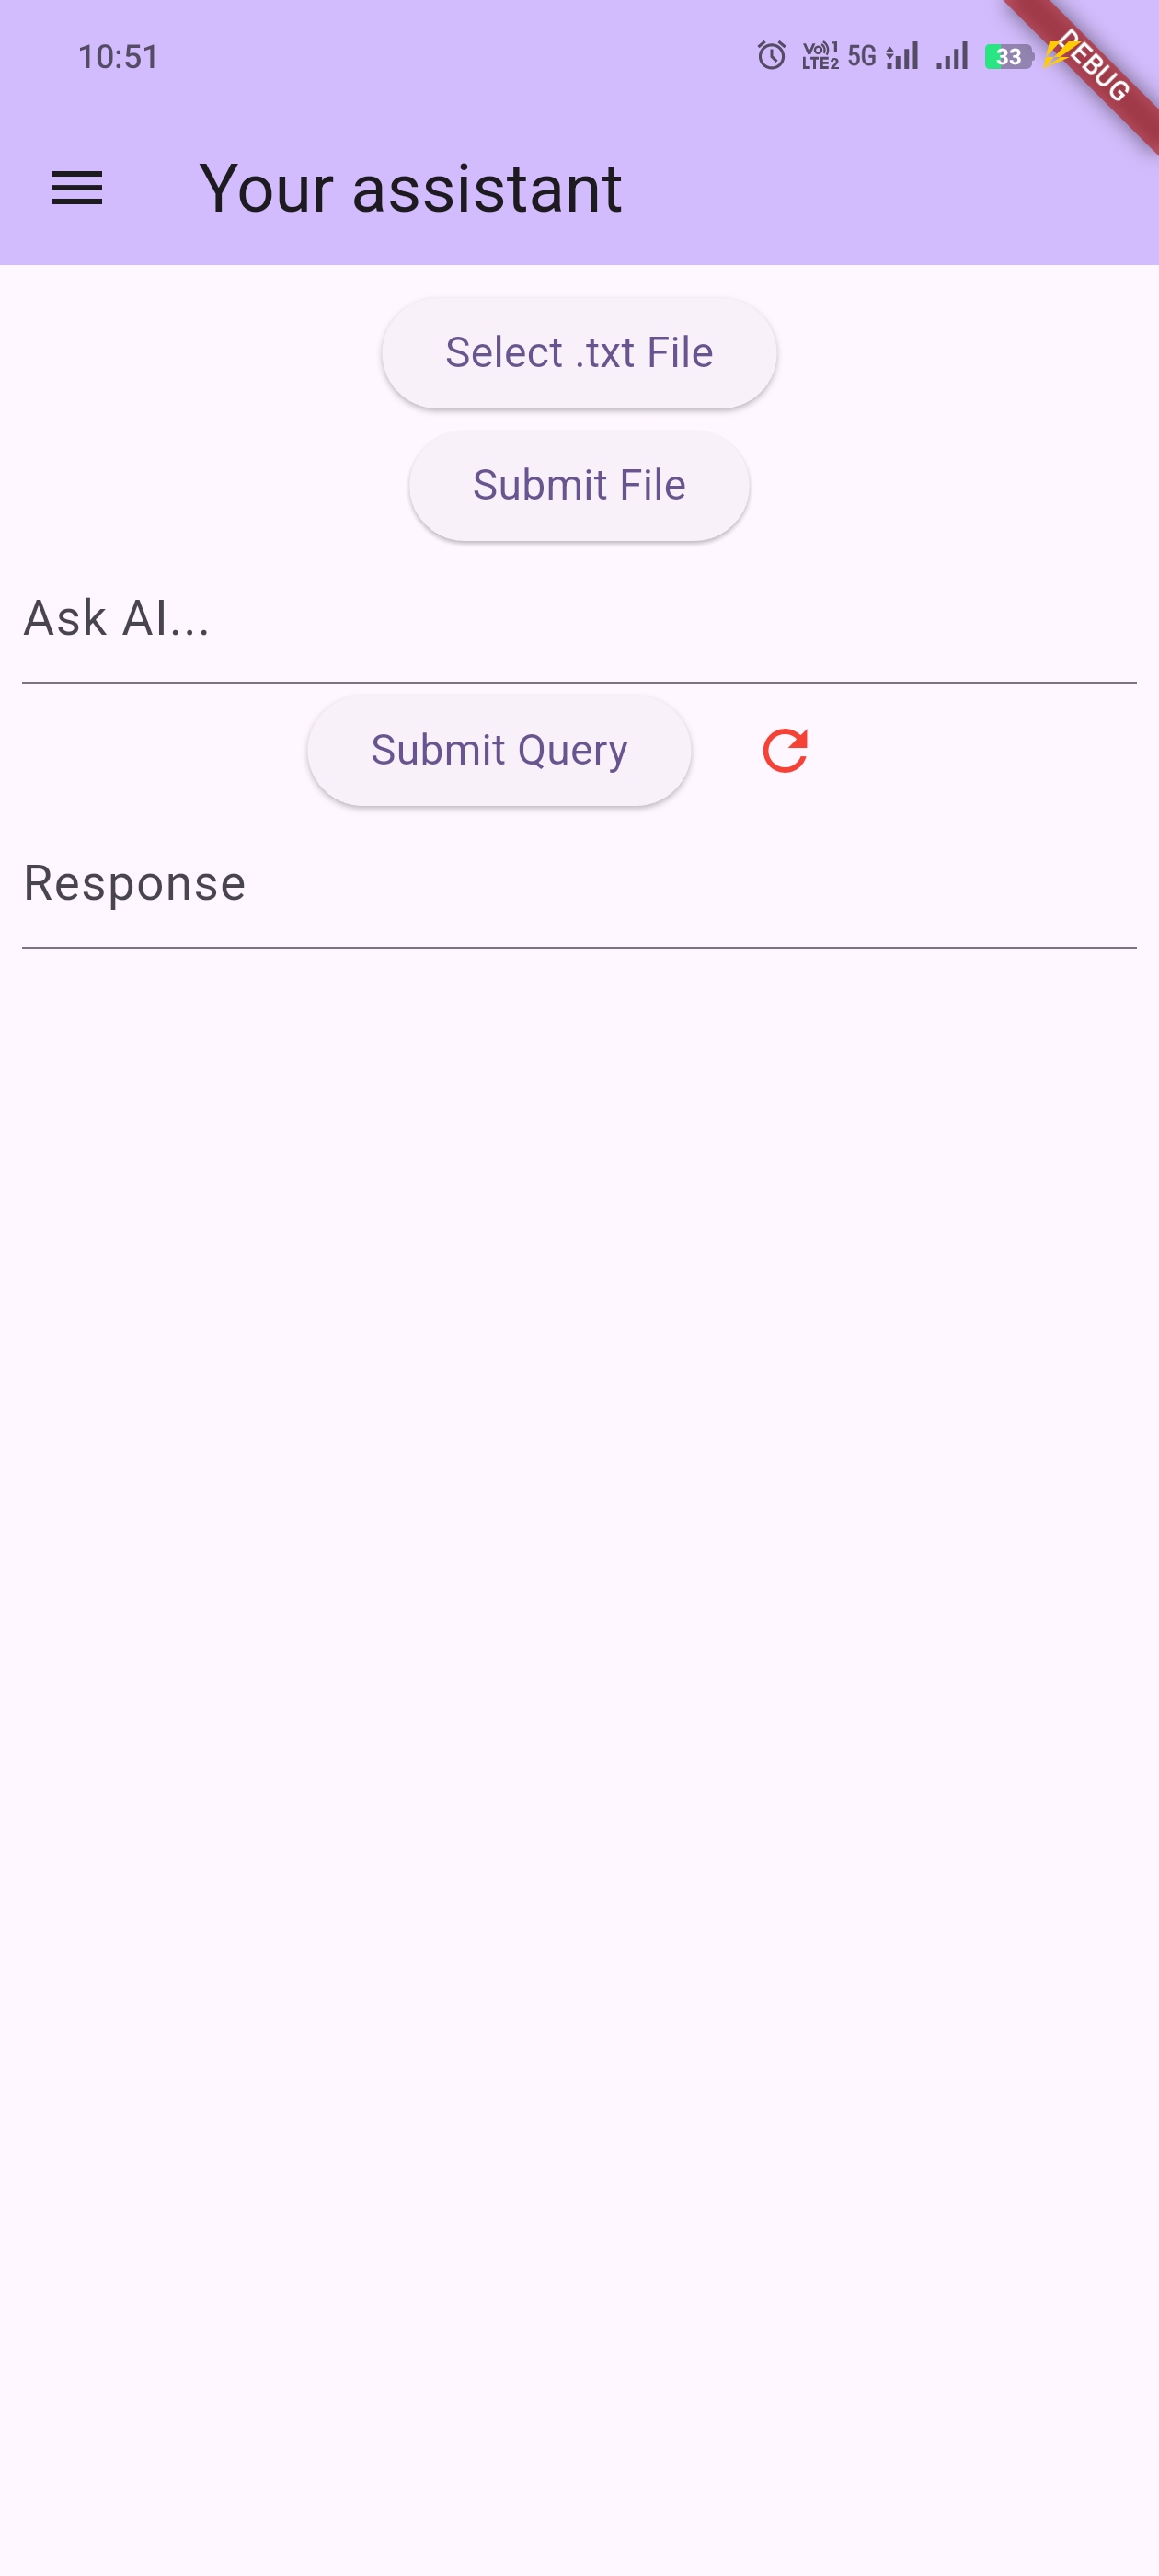 10:51
Vo)) 1
LTE2
5G
33
DEBUG
Your assistant
Select .txt File
Submit File
Ask AI...
Submit Query
Response